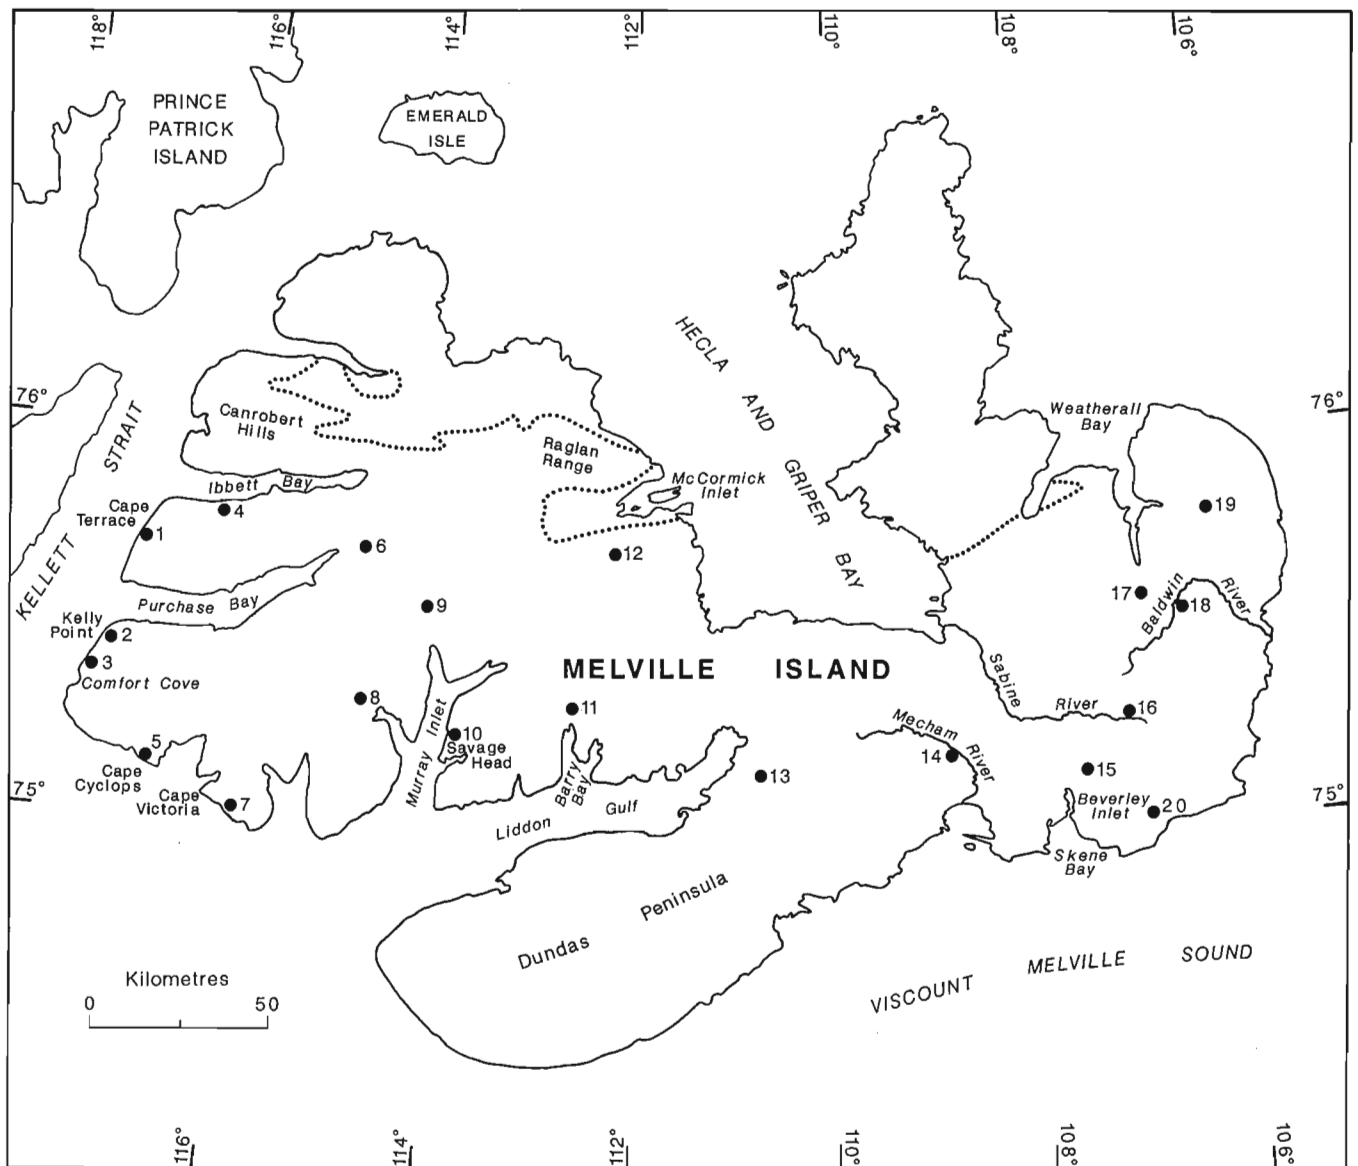 118°
116°
114°
112°
110°
108°
106°
PRINCE
PATRICK
ISLAND
EMERALD
ISLE
HECLA AND GRIPER BAY
76°
76°
KELLETT STRAIT
Canrobert
Hills
Raglan
Range
Weatherall
Bay
Ibbett Bay
McCormick
Inlet
Cape
Terrace
1
4
6
12
19
Purchase Bay
9
17
18
Baldwin River
Kelly
Point
2
3
Comfort Cove
MELVILLE ISLAND
Sabine River
16
8
Murray Inlet
11
10
Savage
Head
Mecham River
14
5
Cape
Cyclops
Barry
Bay
13
15
75°
75°
Cape
Victoria
7
Gulf
Liddon
Beverley
Inlet
20
Skene
Bay
Peninsula
Dundas
VISCOUNT MELVILLE SOUND
Kilometres
0 50
116°
114°
112°
110°
108°
106°